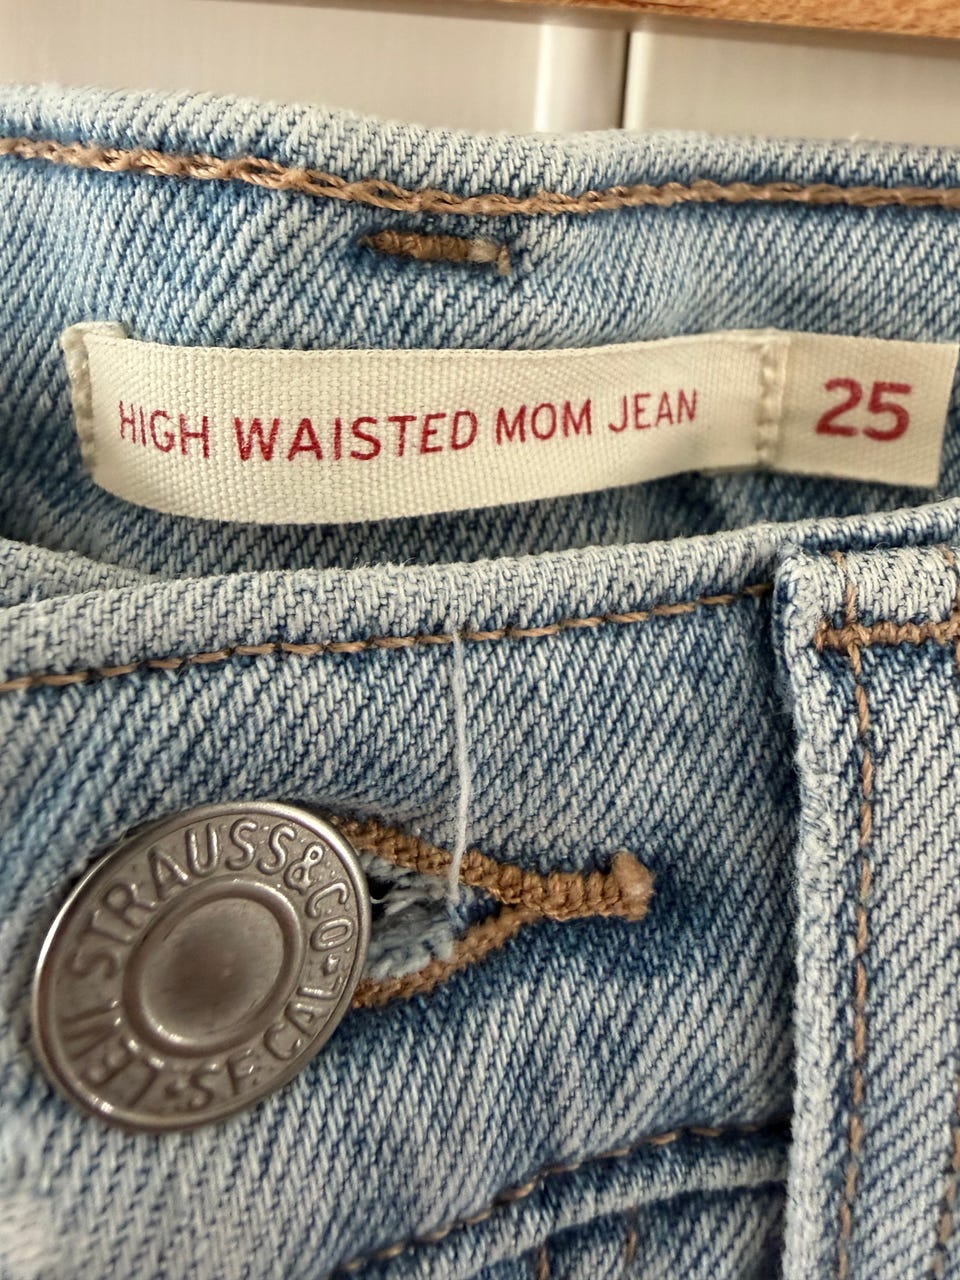 HIGH WAISTED MOM JEAN
25
LEVI STRAUSS & CO • S.F. CAL •